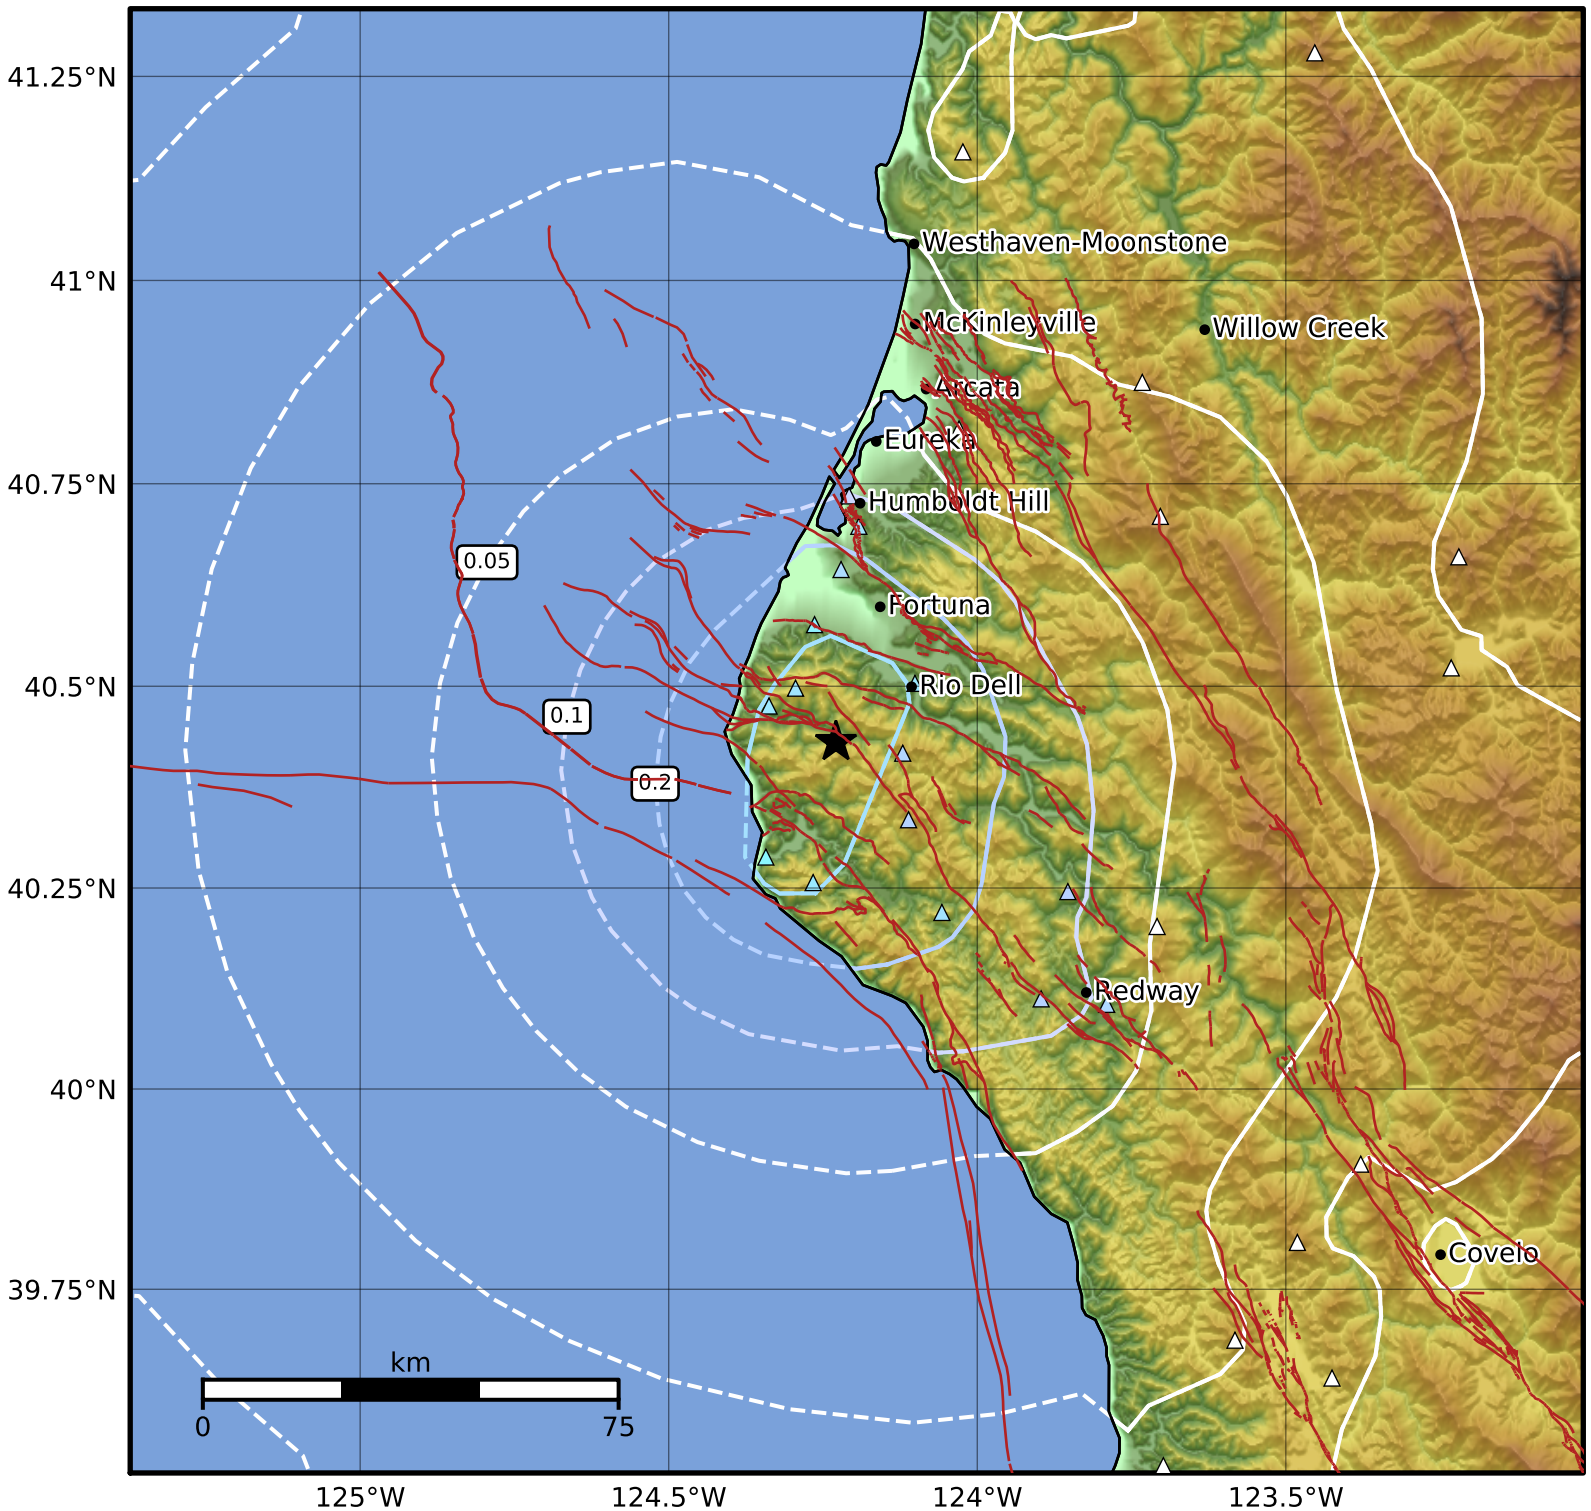 41.25°N
Westhaven-Moonstone
41°N
McKinleyville
Willow Creek
Arcata
Eureka
40.75°N
Humboldt Hill
0.05
Fortuna
40.5°N
Rio Dell
0.1
0.2
40.25°N
Redway
40°N
Covelo
39.75°N
km
0
75
125°W
124.5°W
124°W
123.5°W